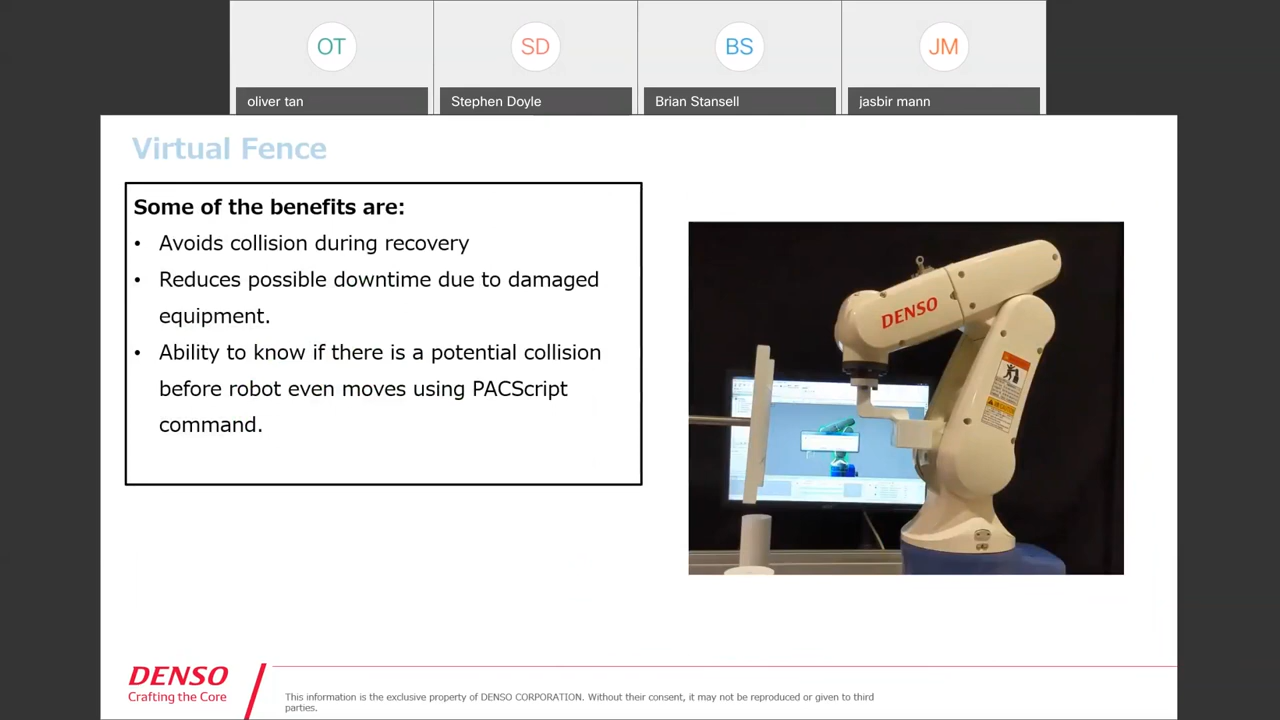 OT
SD
BS
JM
oliver tan
Stephen Doyle
Brian Stansell
jasbir mann
Virtual Fence
Some of the benefits are:
• Avoids collision during recovery
• Reduces possible downtime due to damaged
equipment.
• Ability to know if there is a potential collision
before robot even moves using PACScript
command.
DENSO
DENSO
Crafting the Core
This information is the exclusive property of DENSO CORPORATION. Without their consent, it may not be reproduced or given to third
parties.